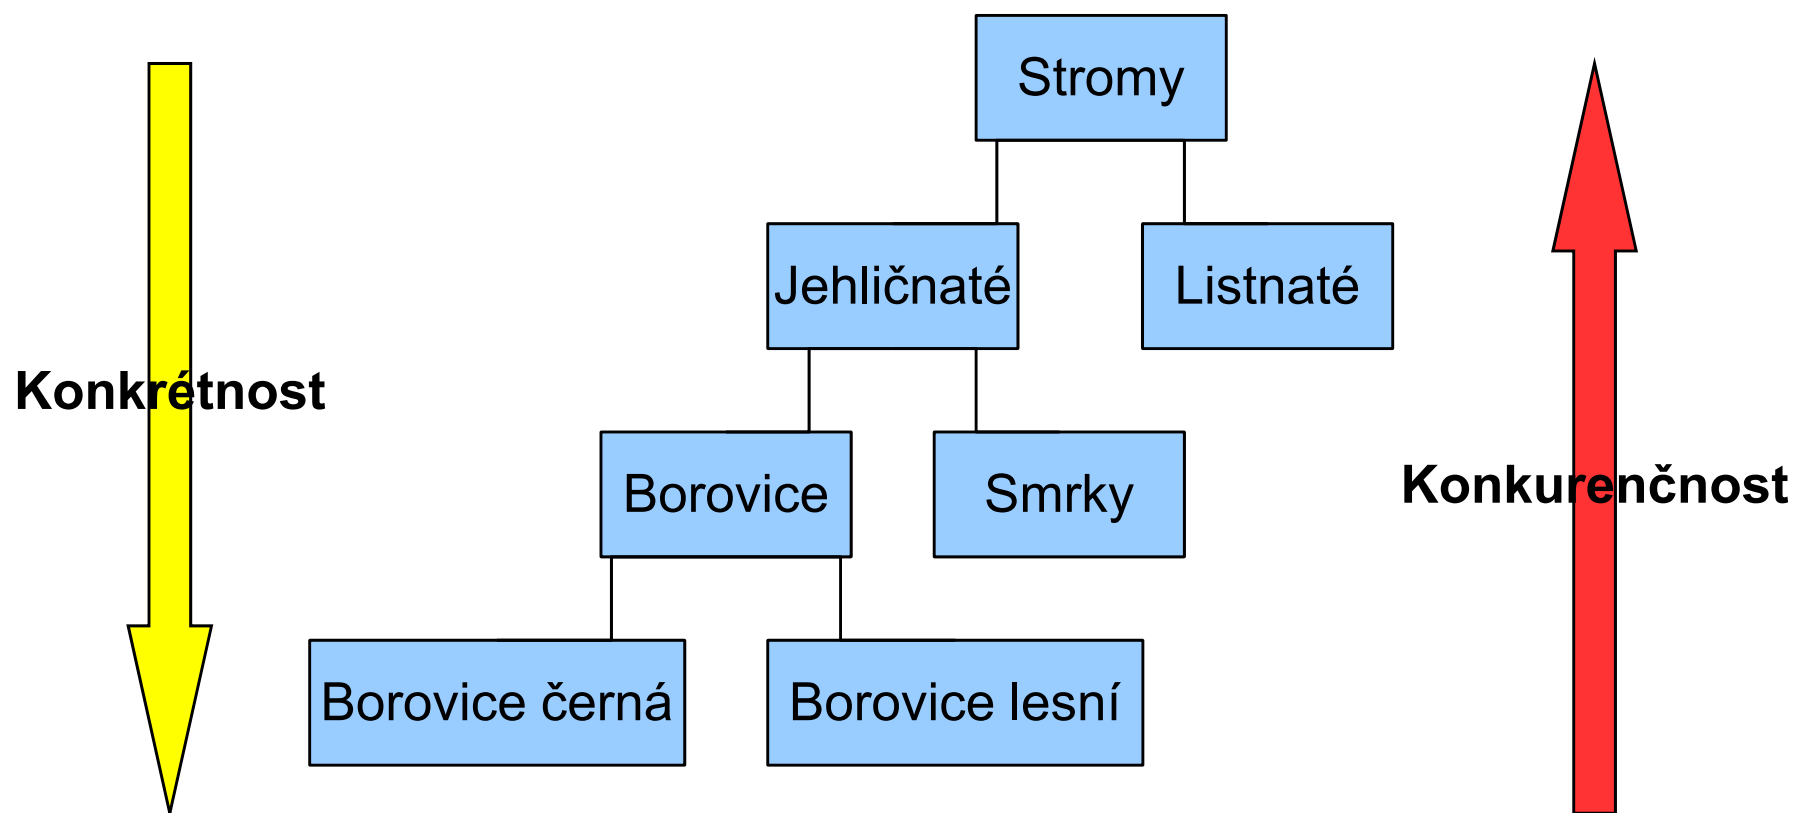 Stromy
Jehličnaté
Listnaté
Konkrétnost
Borovice
Smrky
Konkurenčnost
Borovice černá
Borovice lesní